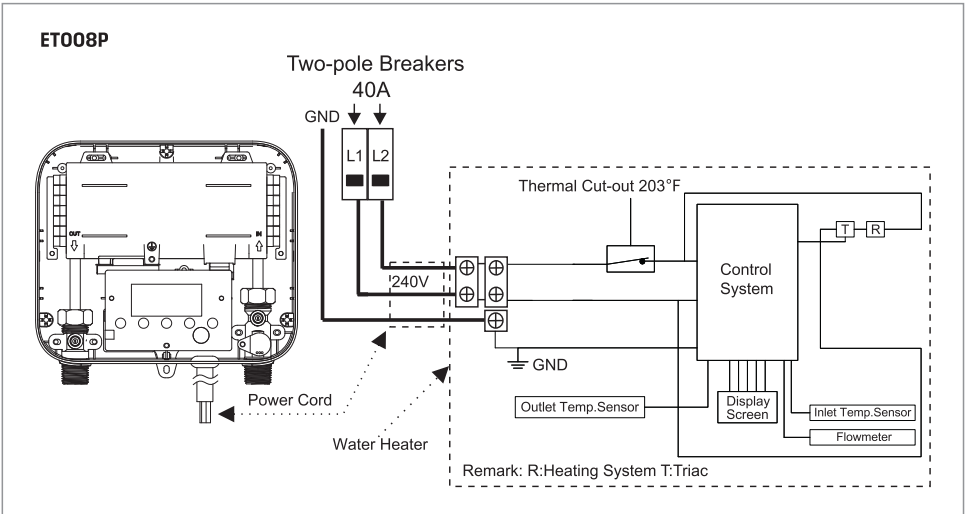 ET008P
Two-pole Breakers
40A
GND
L1 L2
Thermal Cut-out 203°F
OUT
IN
T
R
Control
System
240V
GND
Power Cord
Outlet Temp.Sensor
Display
Screen
Inlet Temp.Sensor
Flowmeter
Water Heater
Remark: R:Heating System T:Triac